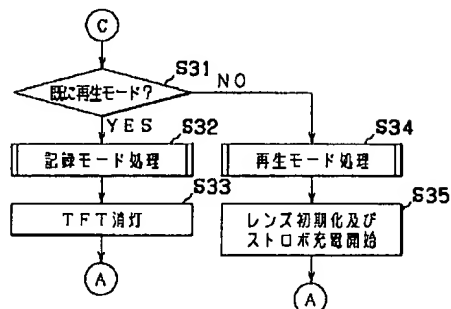 C
既に再生モード?
S31
NO
YES
S32
記録モード処理
S34
再生モード処理
S33
TFT消灯
S35
レンズ初期化及び
ストロボ充電開始
A
A